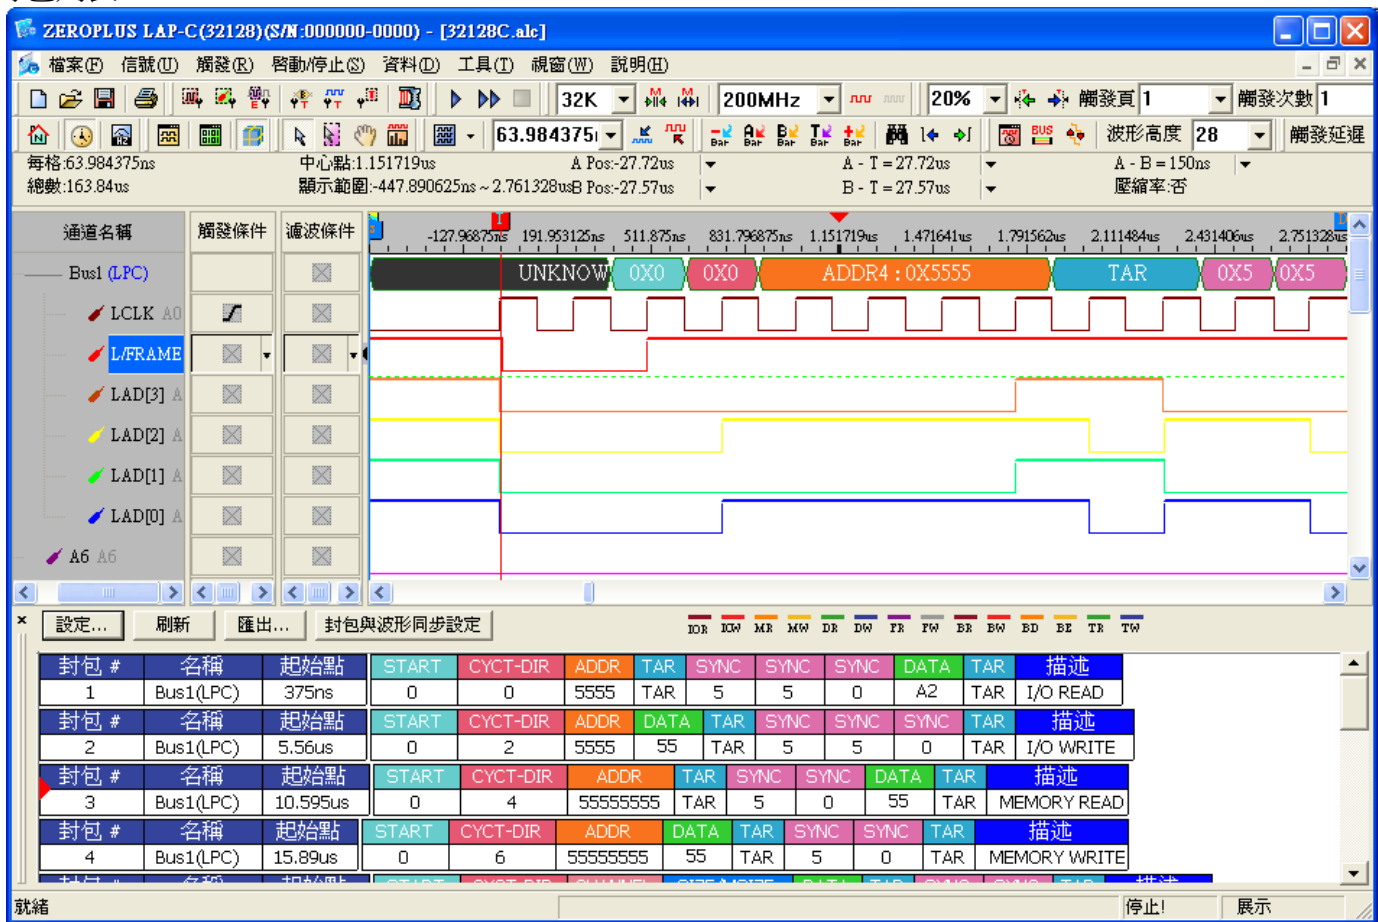 ZEROPLUS LAP-C(32128)(S/N:000000-0000) - [32128C.alc]
檔案(F) 信號(U) 觸發(R) 啓動/停止(S) 資料(D) 工具(T) 視窗(W) 說明(H)
32K 200MHz 20% 觸發頁 1 觸發次數 1
63.984375 Bar Bar Bar Bar Bar BUS 波形高度 28 觸發延遲
每格:63.984375ns 中心點:1.151719us A Pos:-27.72us A - T = 27.72us A - B = 150ns
總數:163.84us 顯示範圍:-447.890625ns ~ 2.761328us B Pos:-27.57us B - T = 27.57us 壓縮率:否
通道名稱 觸發條件 濾波條件 -127.96875ns 191.953125ns 511.875ns 831.796875ns 1.151719us 1.471641us 1.791562us 2.111484us 2.431406us 2.751328us
Bus1 (LPC) UNKNOW 0X0 0X0 ADDR4 : 0X5555 TAR 0X5 0X5
LCLK A0
L/FRAME
LAD[3] A
LAD[2] A
LAD[1] A
LAD[0] A
A6 A6
設定... 刷新 匯出... 封包與波形同步設定 IOR IOW MR MW DR DW FR FW BR BW BD BE TR TW
封包 # 名稱 起始點 START CYCT-DIR ADDR TAR SYNC SYNC SYNC DATA TAR 描述
1 Bus1(LPC) 375ns 0 0 5555 TAR 5 5 0 A2 TAR I/O READ
封包 # 名稱 起始點 START CYCT-DIR ADDR DATA TAR SYNC SYNC SYNC TAR 描述
2 Bus1(LPC) 5.56us 0 2 5555 55 TAR 5 5 0 TAR I/O WRITE
封包 # 名稱 起始點 START CYCT-DIR ADDR TAR SYNC SYNC DATA TAR 描述
3 Bus1(LPC) 10.595us 0 4 55555555 TAR 5 0 55 TAR MEMORY READ
封包 # 名稱 起始點 START CYCT-DIR ADDR DATA TAR SYNC SYNC TAR 描述
4 Bus1(LPC) 15.89us 0 6 55555555 55 TAR 5 0 TAR MEMORY WRITE
就緒 停止! 展示